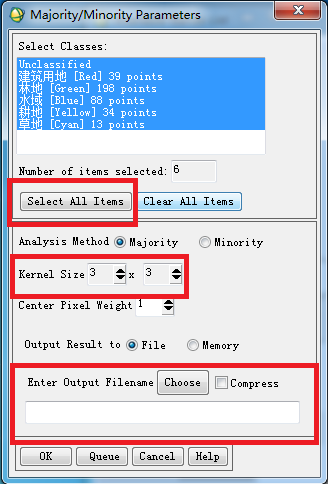 Majority/Minority Parameters
Select Classes:
Unclassified
建筑用地 [Red] 39 points
林地 [Green] 198 points
水域 [Blue] 88 points
耕地 [Yellow] 34 points
草地 [Cyan] 13 points
Number of items selected: 6
Select All Items Clear All Items
Analysis Method Majority Minority
Kernel Size 3 x 3
Center Pixel Weight 1
Output Result to File Memory
Enter Output Filename Choose Compress
OK Queue Cancel Help